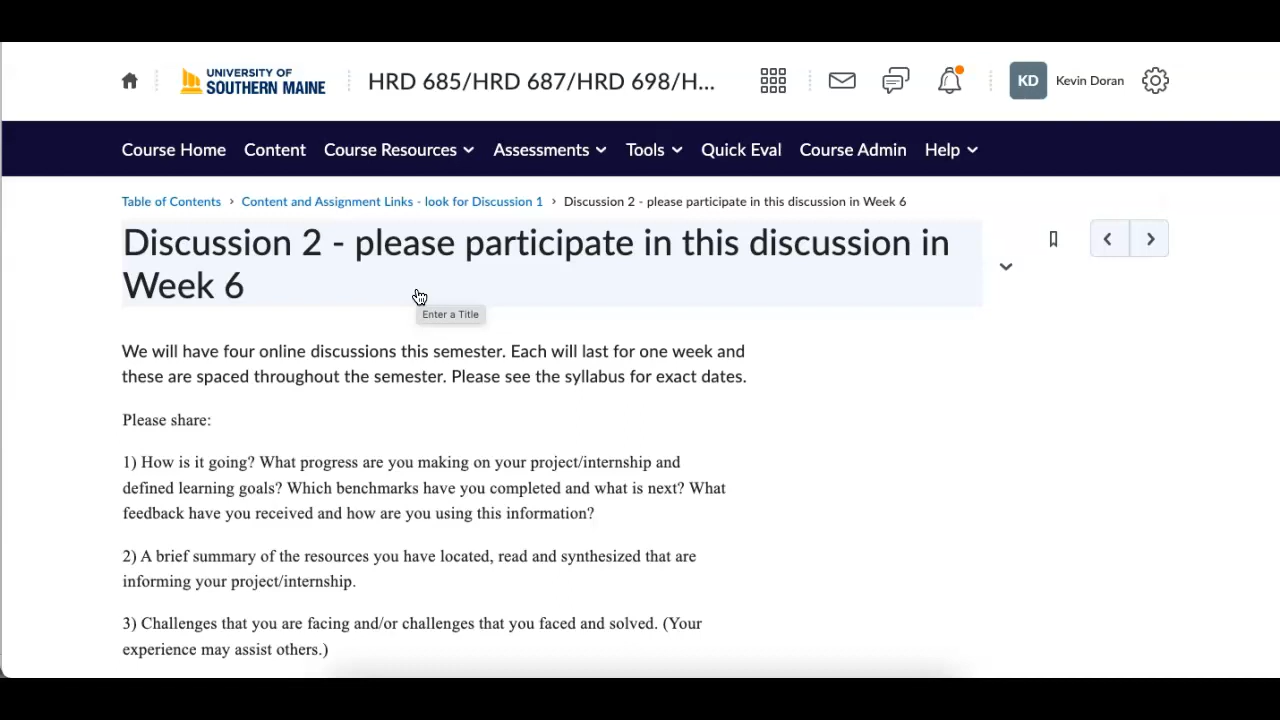 UNIVERSITY OF
SOUTHERN MAINE
HRD 685/HRD 687/HRD 698/H...
KD
Kevin Doran
Course Home Content Course Resources Assessments Tools Quick Eval Course Admin Help
Table of Contents › Content and Assignment Links - look for Discussion 1 › Discussion 2 - please participate in this discussion in Week 6
Discussion 2 - please participate in this discussion in
Week 6
Enter a Title
We will have four online discussions this semester. Each will last for one week and
these are spaced throughout the semester. Please see the syllabus for exact dates.
Please share:
1) How is it going? What progress are you making on your project/internship and
defined learning goals? Which benchmarks have you completed and what is next? What
feedback have you received and how are you using this information?
2) A brief summary of the resources you have located, read and synthesized that are
informing your project/internship.
3) Challenges that you are facing and/or challenges that you faced and solved. (Your
experience may assist others.)